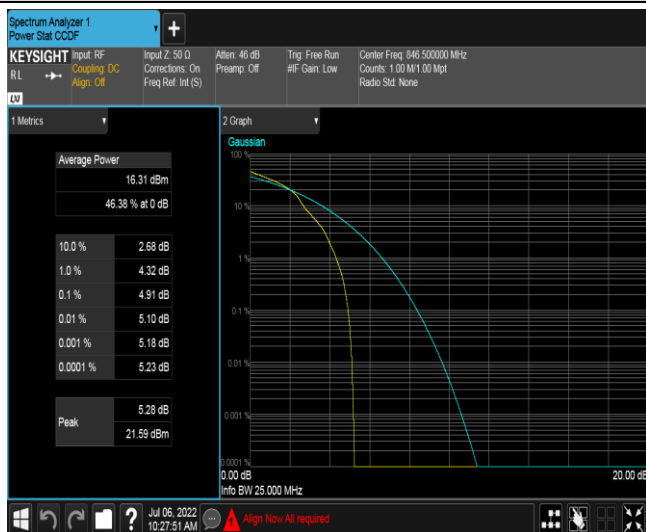 Spectrum Analyzer 1
Power Stat CCDF
+
KEYSIGHT
RL
LXI
Input: RF
Coupling: DC
Align: Off
Input Z: 50 Ω
Corrections: On
Freq Ref: Int (S)
Atten: 46 dB
Preamp: Off
Trig: Free Run
#IF Gain: Low
Center Freq: 846.500000 MHz
Counts: 1.00 M/1.00 Mpt
Radio Std: None
1 Metrics
Average Power
16.31 dBm
46.38 % at 0 dB
10.0 % 2.68 dB
1.0 % 4.32 dB
0.1 % 4.91 dB
0.01 % 5.10 dB
0.001 % 5.18 dB
0.0001 % 5.23 dB
Peak
5.28 dB
21.59 dBm
2 Graph
Gaussian
100 %
10 %
1 %
0.1 %
0.01 %
0.001 %
0.0001 %
0.00 dB
20.00 dB
Info BW 25.000 MHz
?
Jul 06, 2022
10:27:51 AM
Align Now All required